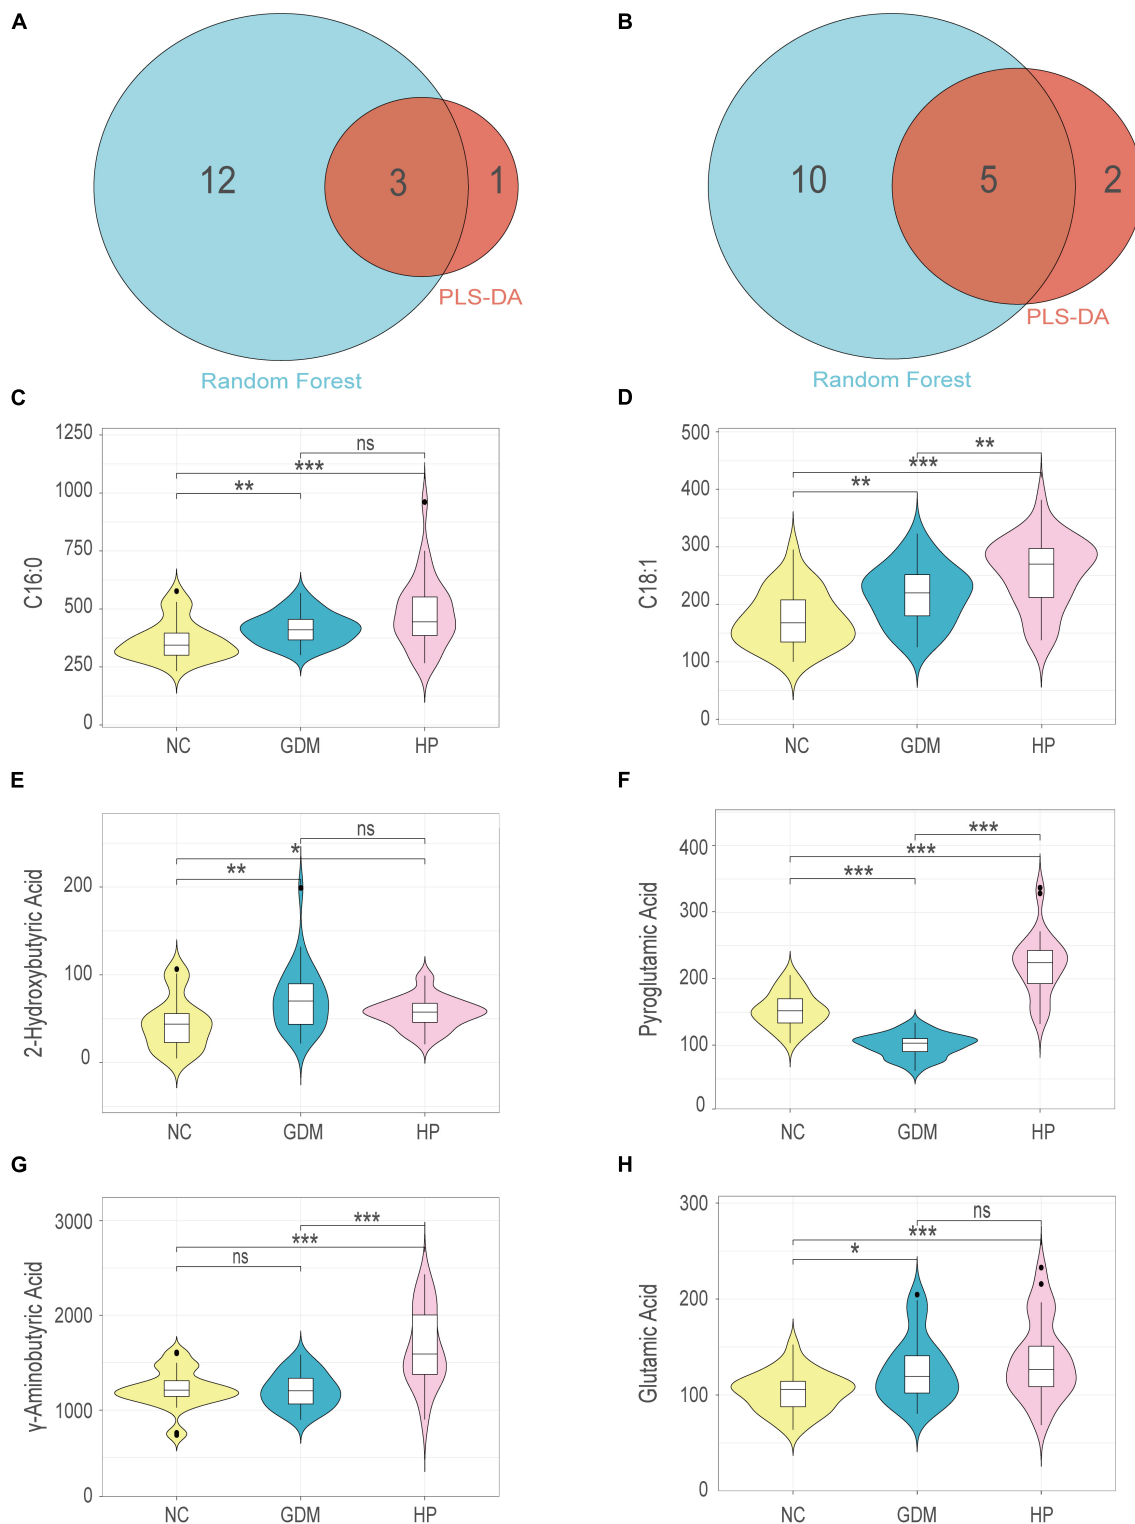 A
B
12
3
1
10
5
2
PLS-DA
PLS-DA
Random Forest
Random Forest
C
C16:0
1250
1000
750
500
250
0
ns
***
**
NC GDM HP
D
C18:1
500
400
300
200
100
0
**
***
**
NC GDM HP
E
2-Hydroxybutyric Acid
200
100
0
ns
*
**
NC GDM HP
F
Pyroglutamic Acid
400
300
200
100
0
***
***
***
NC GDM HP
G
γ-Aminobutyric Acid
3000
2000
1000
0
***
***
ns
NC GDM HP
H
Glutamic Acid
300
200
100
0
ns
***
*
NC GDM HP